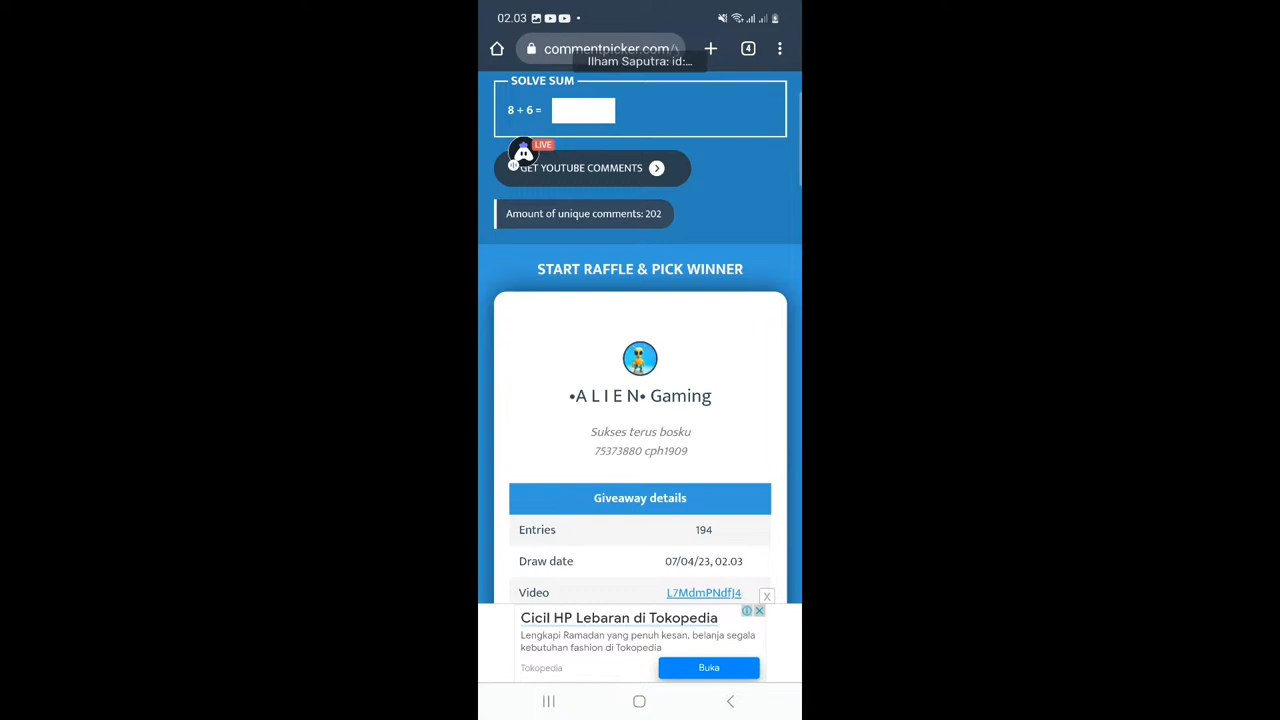 02.03
commentpicker.com/
4
Ilham Saputra: id:...
SOLVE SUM
8 + 6 =
LIVE
GET YOUTUBE COMMENTS
Amount of unique comments: 202
START RAFFLE & PICK WINNER
•A L I E N• Gaming
Sukses terus bosku
75373880 cph1909
Giveaway details
Entries 194
Draw date 07/04/23, 02.03
Video L7MdmPNdfJ4
X
Cicil HP Lebaran di Tokopedia
Lengkapi Ramadan yang penuh kesan, belanja segala
kebutuhan fashion di Tokopedia
Tokopedia
Buka